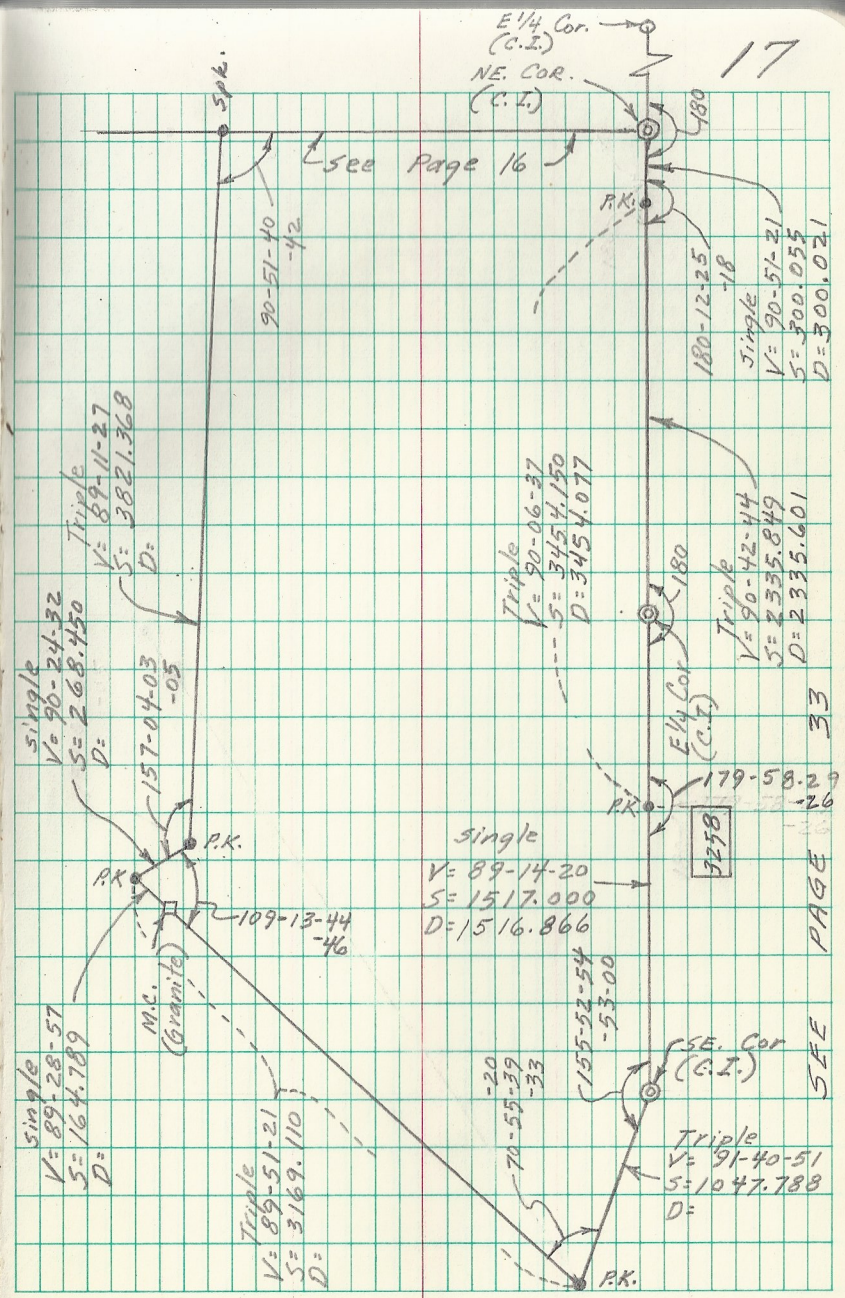 17
E 1/4 Cor.
(C.I.)
NE. COR.
(C.I.)
180
Spk.
See Page 16
P.K.
90-51-40
-42
180-12-25
-18
Single
V= 90-51-21
S= 300.055
D= 300.021
Triple
V= 89-11-27
S= 3821.368
D=
Triple
V= 90-06-37
S= 3454.150
D= 3454.077
180
Triple
V= 90-42-44
S= 2335.849
D= 2335.601
E 1/4 Cor
(C.I.)
single
V= 90-24-32
S= 268.450
D=
157-04-03
-05
P.K.
P.K
P.K
179-58-29
-26
3258
single
V= 89-14-20
S= 1517.000
D= 1516.866
109-13-44
-46
M.C.
(Granite)
single
V= 89-28-57
S= 164.789
D=
155-52-54
-53-00
SE. Cor
(C.I.)
-20
70-55-39
-33
Triple
V= 89-51-21
S= 3169.110
D=
Triple
V= 91-40-51
S= 1047.788
D=
P.K.
SEE PAGE 33